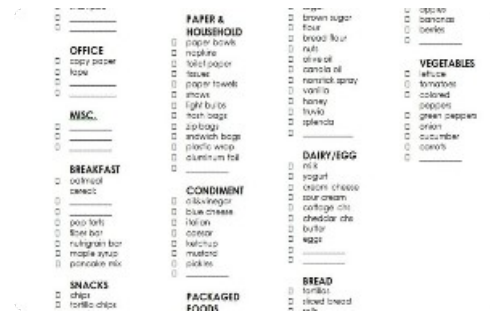 OFFICE
copy paper
tape
MISC.
BREAKFAST
oatmeal
cereal:
pop tarts
fiber bar
nutrigrain bar
maple syrup
pancake mix
SNACKS
chips
tortilla chips
PAPER &
HOUSEHOLD
paper bowls
napkins
toilet paper
tissues
paper towels
straws
light bulbs
trash bags
zip bags
sandwich bags
plastic wrap
aluminum foil
CONDIMENT
oil&vinegar
blue cheese
italian
caesar
ketchup
mustard
pickles
PACKAGED
FOODS
brown sugar
flour
bread flour
nuts
olive oil
canola oil
nonstick spray
vanilla
honey
truvia
splenda
DAIRY/EGG
milk
yogurt
cream cheese
sour cream
cottage chs
cheddar chs
butter
eggs
BREAD
tortillas
sliced bread
apples
bananas
berries
VEGETABLES
lettuce
tomatoes
colored
peppers
green peppers
onion
cucumber
carrots